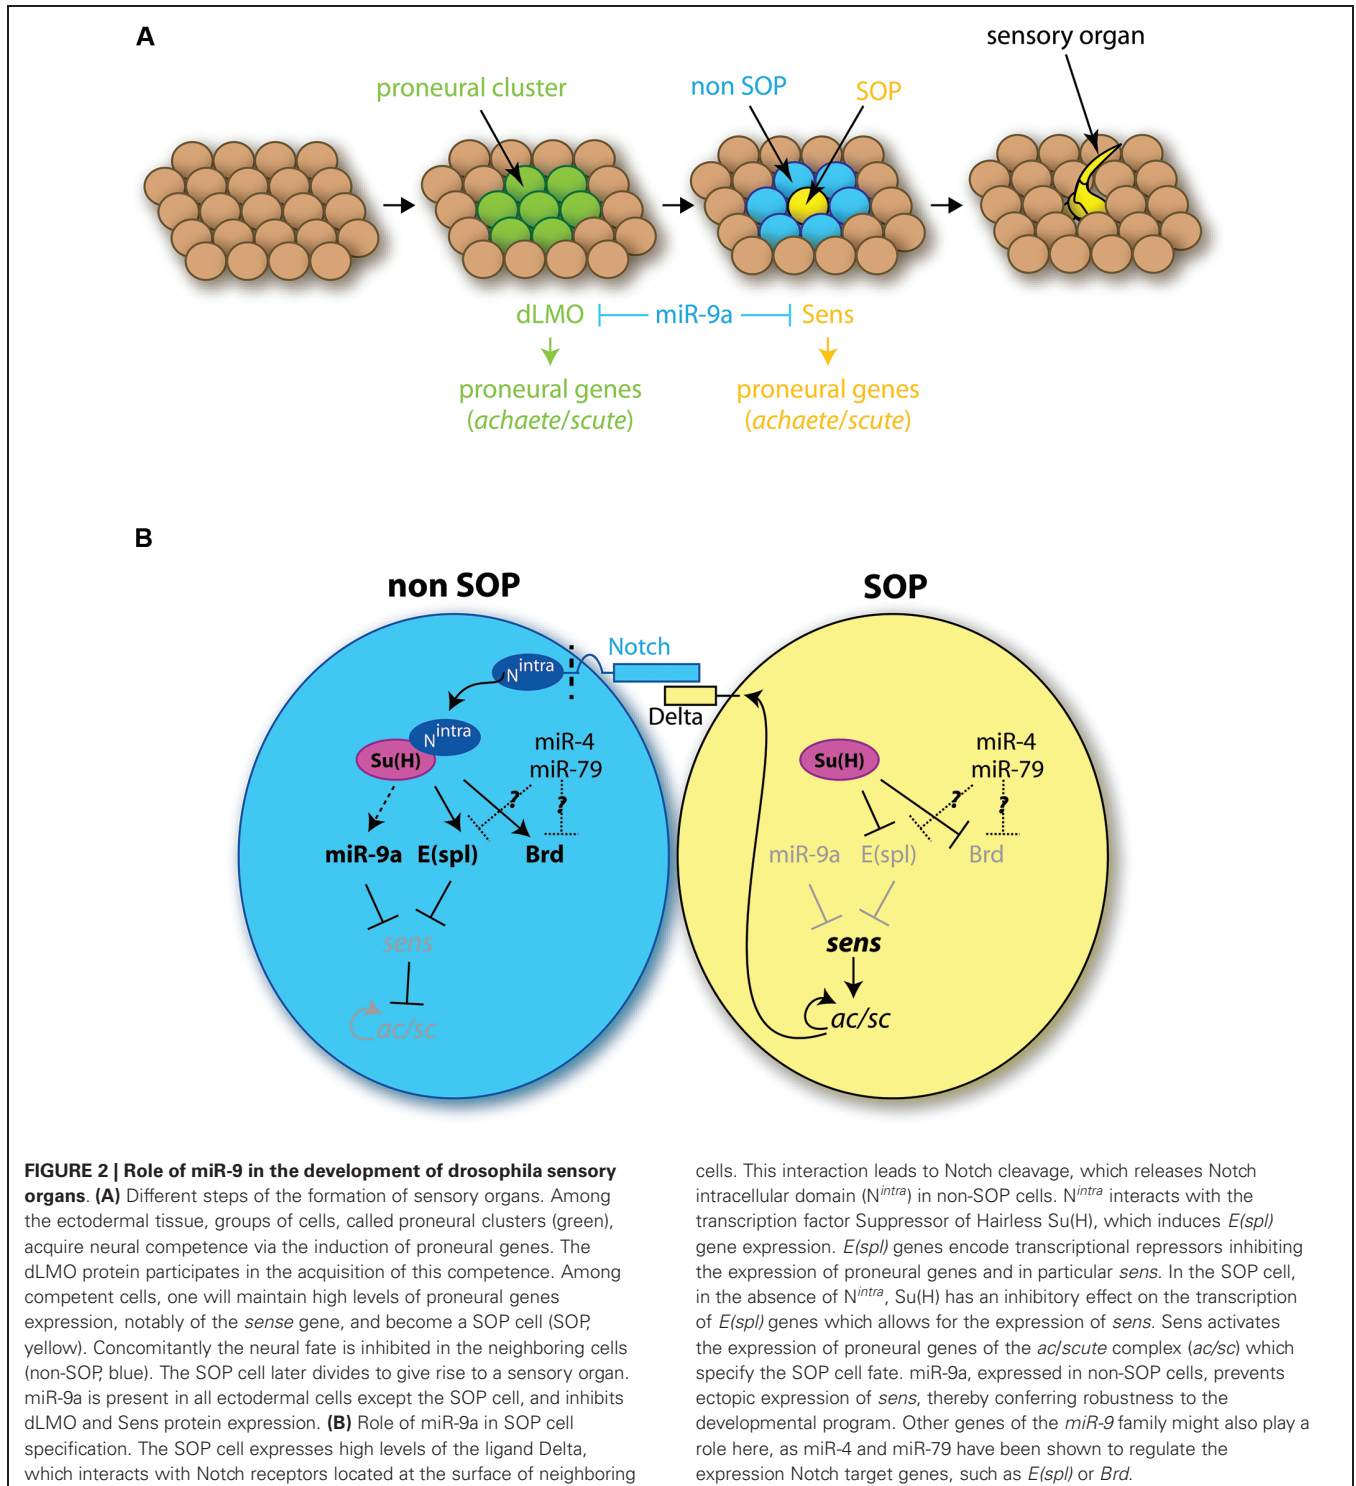 A
sensory organ
proneural cluster
non SOP
SOP
dLMO
miR-9a
Sens
proneural genes
(achaete/scute)
proneural genes
(achaete/scute)
B
non SOP
SOP
Notch
Delta
Nintra
Nintra
Su(H)
miR-4
miR-79
?
?
miR-9a
E(spl)
Brd
sens
ac/sc
Su(H)
miR-4
miR-79
?
?
miR-9a
E(spl)
Brd
sens
ac/sc
FIGURE 2 | Role of miR-9 in the development of drosophila sensory
organs. (A) Different steps of the formation of sensory organs. Among
the ectodermal tissue, groups of cells, called proneural clusters (green),
acquire neural competence via the induction of proneural genes. The
dLMO protein participates in the acquisition of this competence. Among
competent cells, one will maintain high levels of proneural genes
expression, notably of the sense gene, and become a SOP cell (SOP,
yellow). Concomitantly the neural fate is inhibited in the neighboring cells
(non-SOP, blue). The SOP cell later divides to give rise to a sensory organ.
miR-9a is present in all ectodermal cells except the SOP cell, and inhibits
dLMO and Sens protein expression. (B) Role of miR-9a in SOP cell
specification. The SOP cell expresses high levels of the ligand Delta,
which interacts with Notch receptors located at the surface of neighboring
cells. This interaction leads to Notch cleavage, which releases Notch
intracellular domain (Nintra) in non-SOP cells. Nintra interacts with the
transcription factor Suppressor of Hairless Su(H), which induces E(spl)
gene expression. E(spl) genes encode transcriptional repressors inhibiting
the expression of proneural genes and in particular sens. In the SOP cell,
in the absence of Nintra, Su(H) has an inhibitory effect on the transcription
of E(spl) genes which allows for the expression of sens. Sens activates
the expression of proneural genes of the ac/scute complex (ac/sc) which
specify the SOP cell fate. miR-9a, expressed in non-SOP cells, prevents
ectopic expression of sens, thereby conferring robustness to the
developmental program. Other genes of the miR-9 family might also play a
role here, as miR-4 and miR-79 have been shown to regulate the
expression Notch target genes, such as E(spl) or Brd.